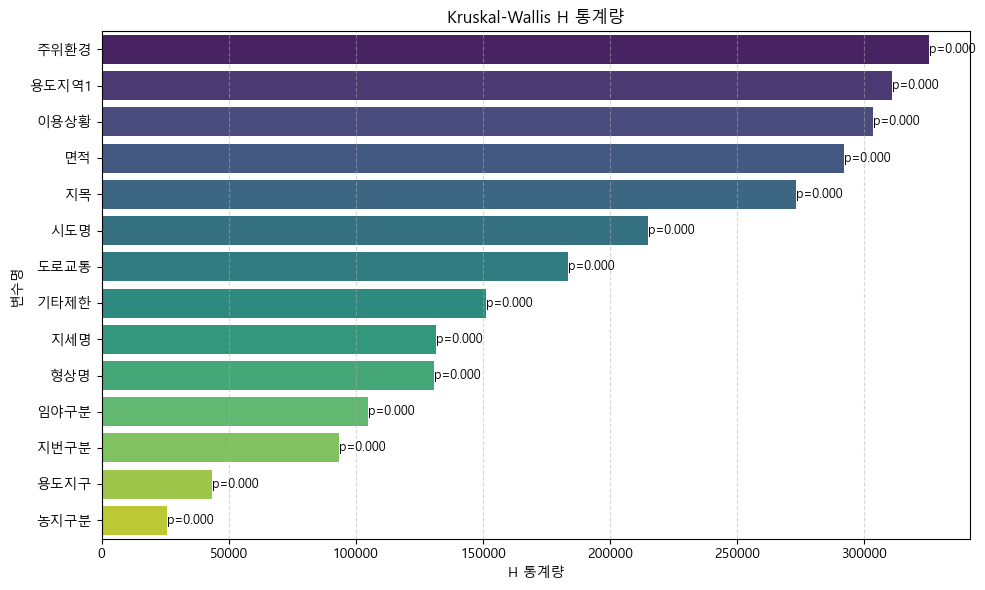 Kruskal-Wallis H 통계량
변수명
주위환경 p=0.000
용도지역1 p=0.000
이용상황 p=0.000
면적 p=0.000
지목 p=0.000
시도명 p=0.000
도로교통 p=0.000
기타제한 p=0.000
지세명 p=0.000
형상명 p=0.000
임야구분 p=0.000
지번구분 p=0.000
용도지구 p=0.000
농지구분 p=0.000
0 50000 100000 150000 200000 250000 300000
H 통계량